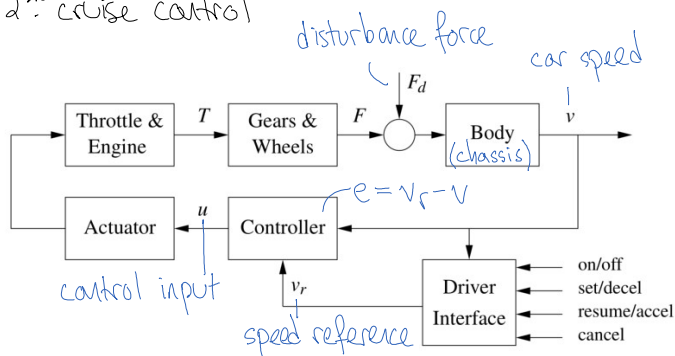 cruise control
disturbance force
car speed
F_d
Throttle &
Engine
T
Gears &
Wheels
F
Body
(chassis)
v
e = v_r - v
Actuator
u
Controller
control input
v_r
speed reference
Driver
Interface
on/off
set/decel
resume/accel
cancel